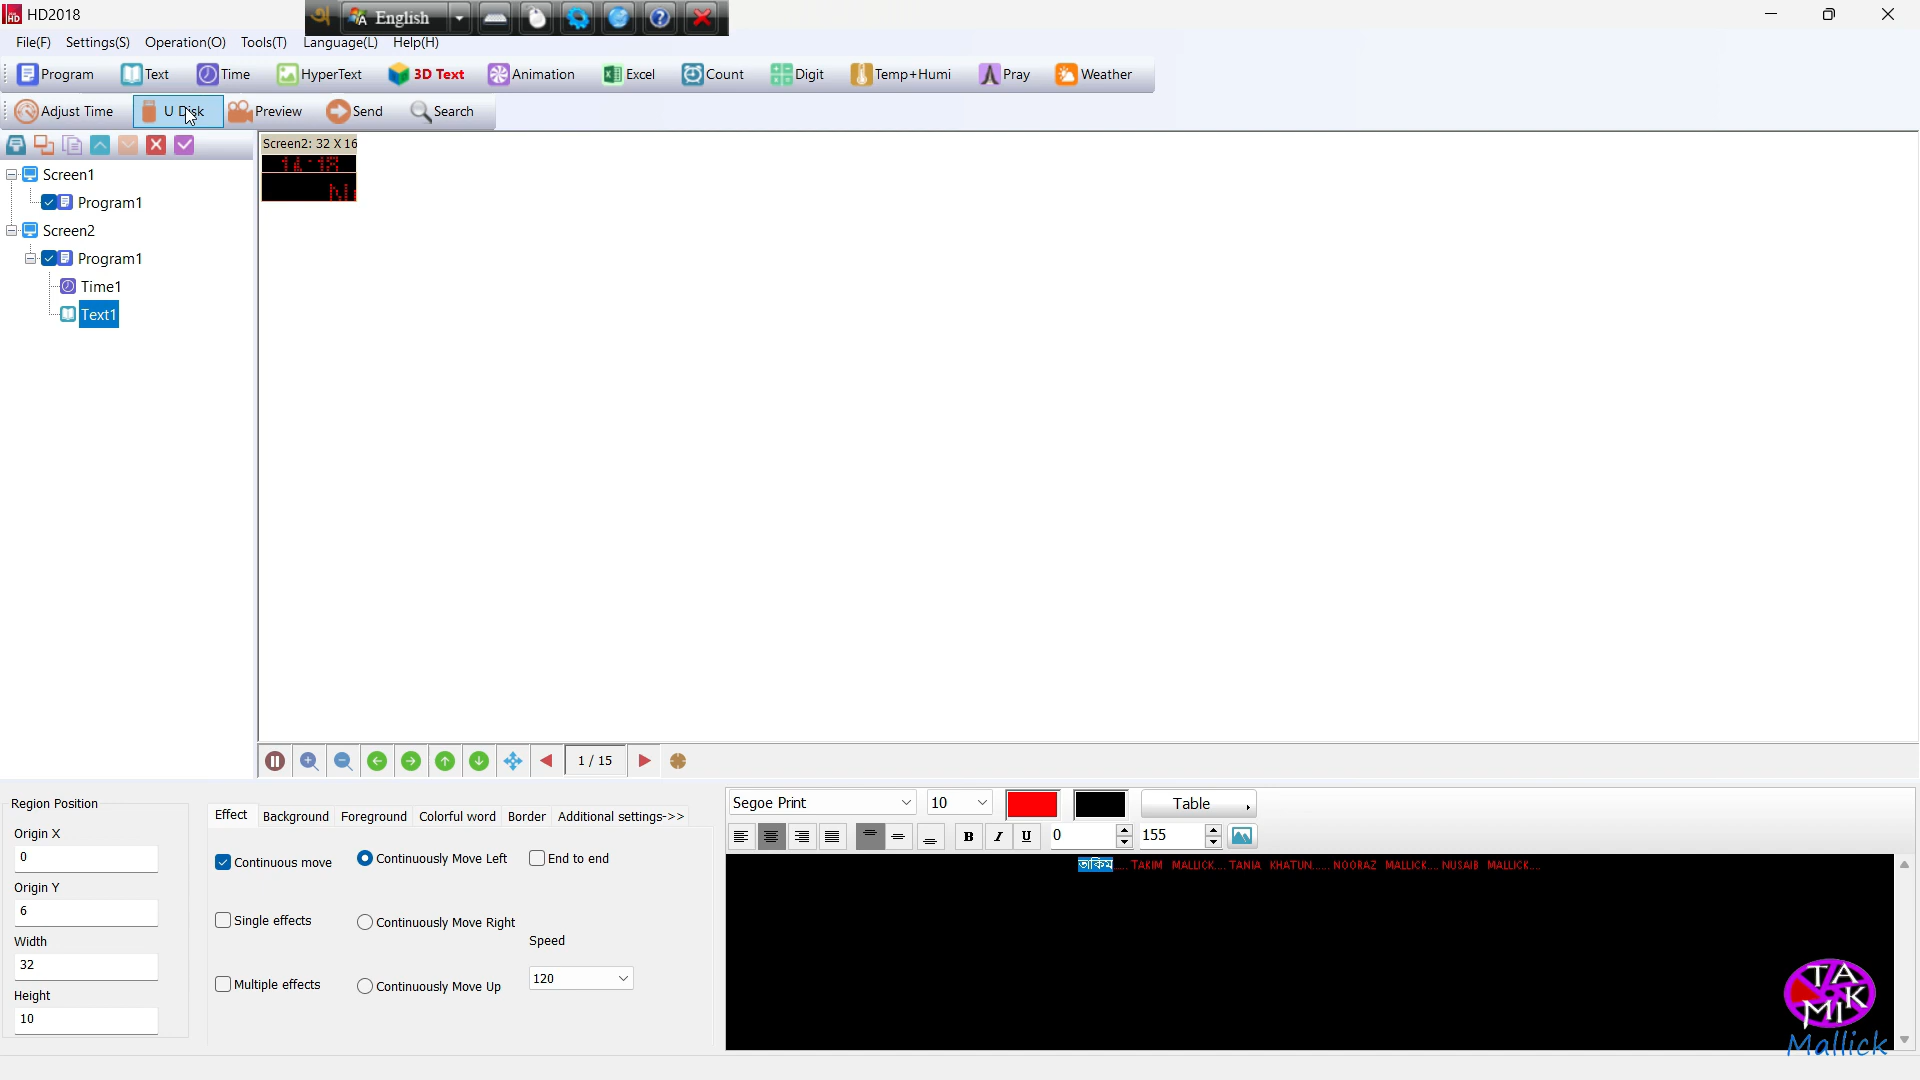 HD2018
English
File(F) Settings(S) Operation(O) Tools(T) Language(L) Help(H)
Program Text Time HyperText 3D Text Animation Excel Count Digit Temp+Humi Pray Weather
Adjust Time U Disk Preview Send Search
Screen1
Program1
Screen2
Program1
Time1
Text1
Screen2: 32 X 16
1 / 15
Region Position
Origin X
0
Origin Y
6
Width
32
Height
10
Effect Background Foreground Colorful word Border Additional settings->>
Continuous move Continuously Move Left End to end
Single effects Continuously Move Right
Speed
Multiple effects Continuously Move Up 120
Segoe Print 10 Table
B I U 0 155
তাকিম..... TAKIM MALLICK.... TANIA KHATUN...... NOORAZ MALLICK.... NUSAIB MALLICK....
TAMIK
Mallick